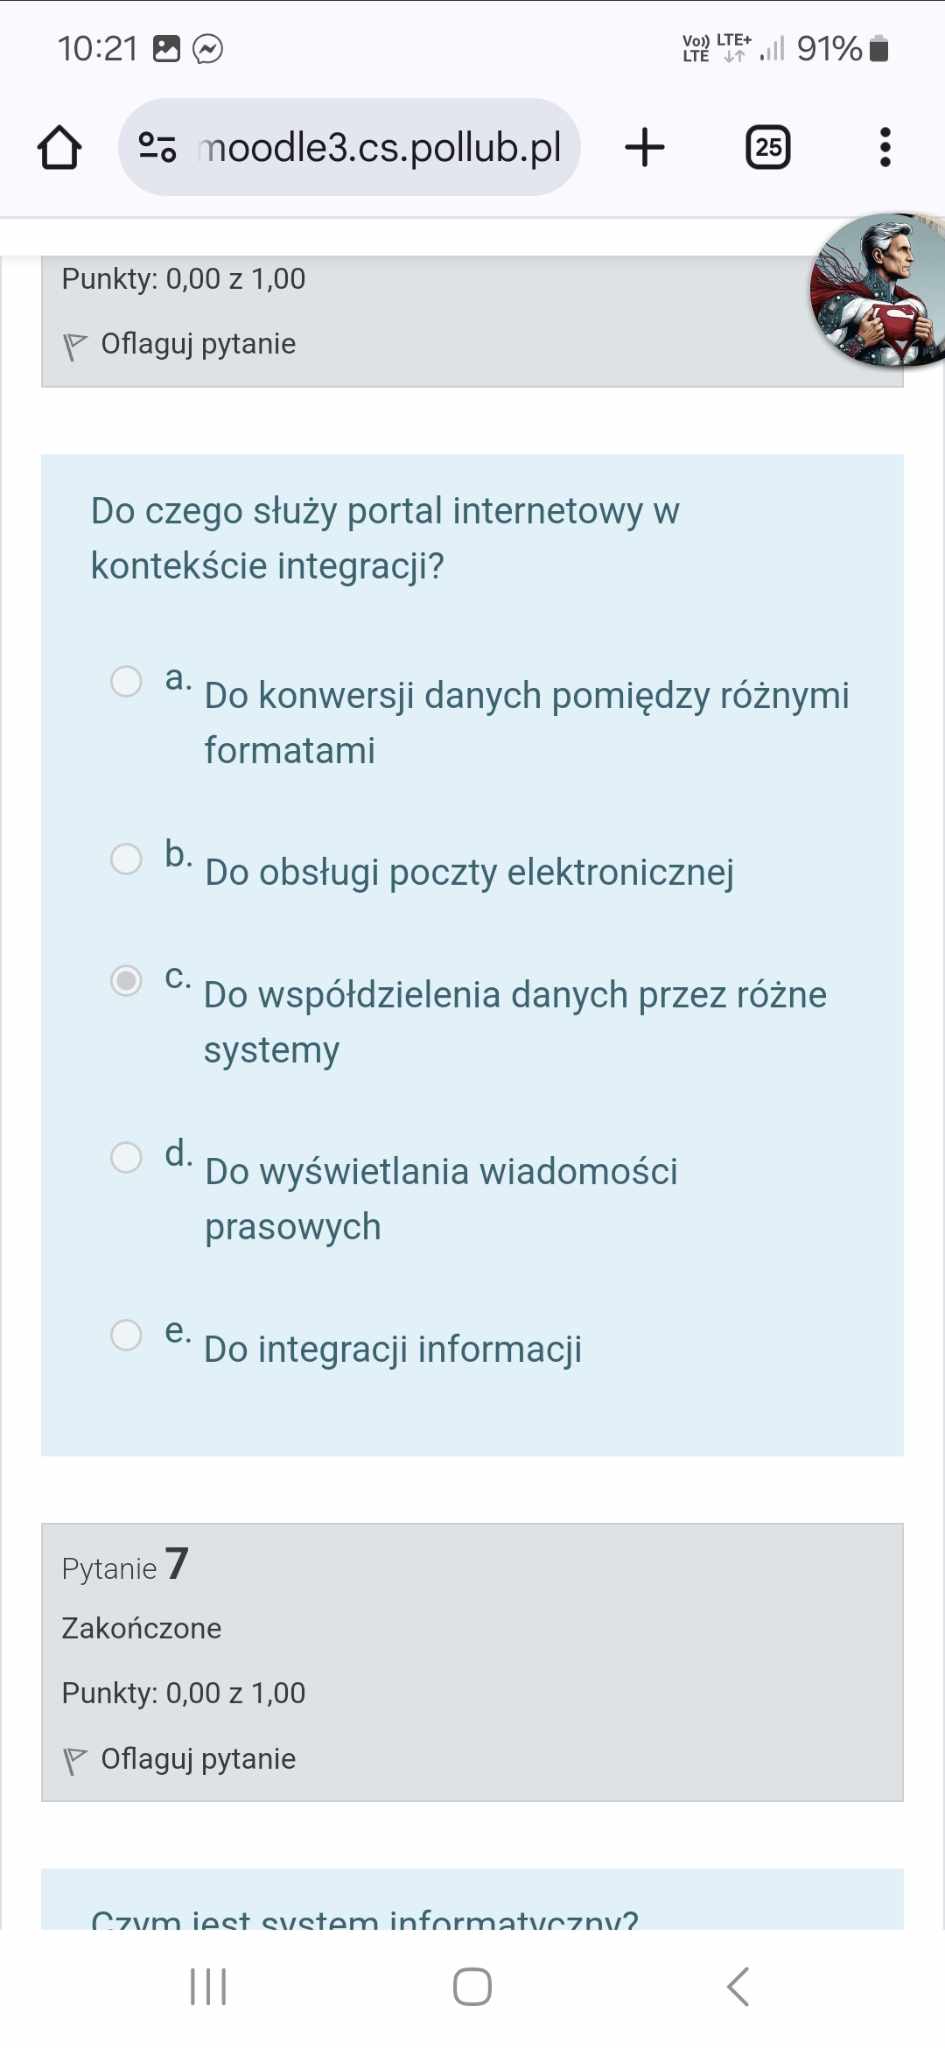 10:21
Vo)) LTE+
LTE
91%
moodle3.cs.pollub.pl
25
Punkty: 0,00 z 1,00
Oflaguj pytanie
Do czego służy portal internetowy w
kontekście integracji?
a. Do konwersji danych pomiędzy różnymi
formatami
b. Do obsługi poczty elektronicznej
c. Do współdzielenia danych przez różne
systemy
d. Do wyświetlania wiadomości
prasowych
e. Do integracji informacji
Pytanie 7
Zakończone
Punkty: 0,00 z 1,00
Oflaguj pytanie
Czym jest system informatyczny?